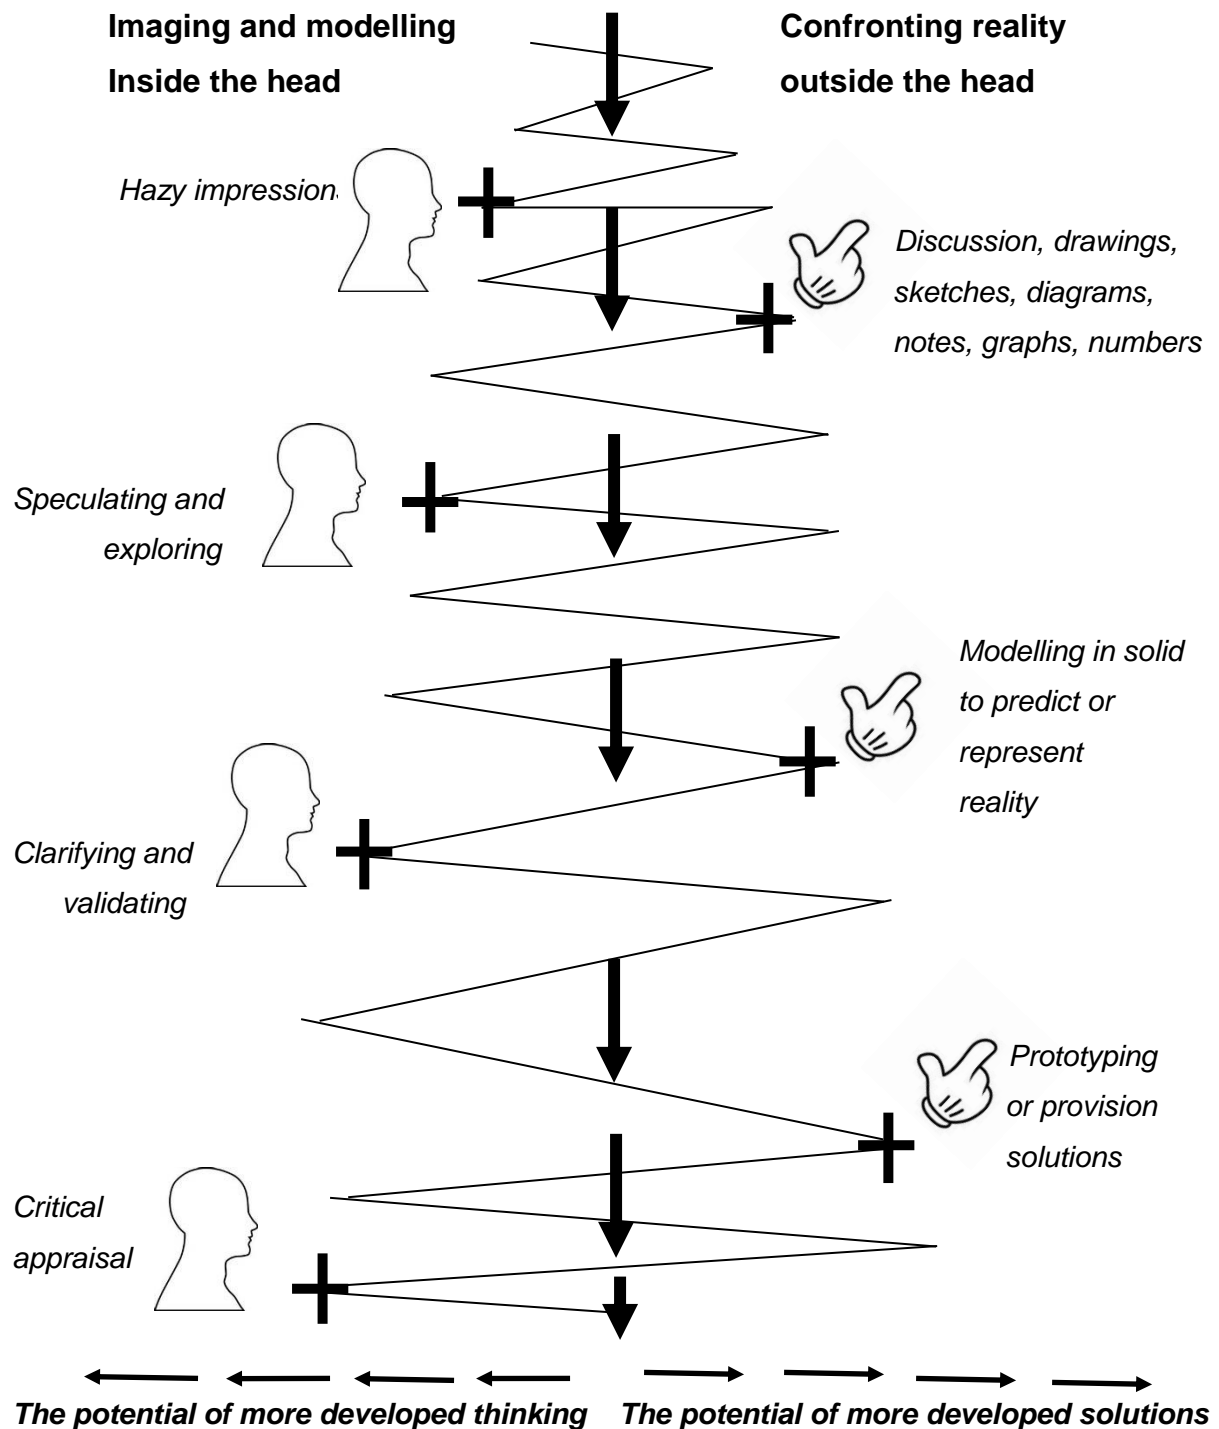 Imaging and modelling
Inside the head
Confronting reality
outside the head
Hazy impression
Discussion, drawings,
sketches, diagrams,
notes, graphs, numbers
Speculating and
exploring
Modelling in solid
to predict or
represent
reality
Clarifying and
validating
Prototyping
or provision
solutions
Critical
appraisal
The potential of more developed thinking
The potential of more developed solutions